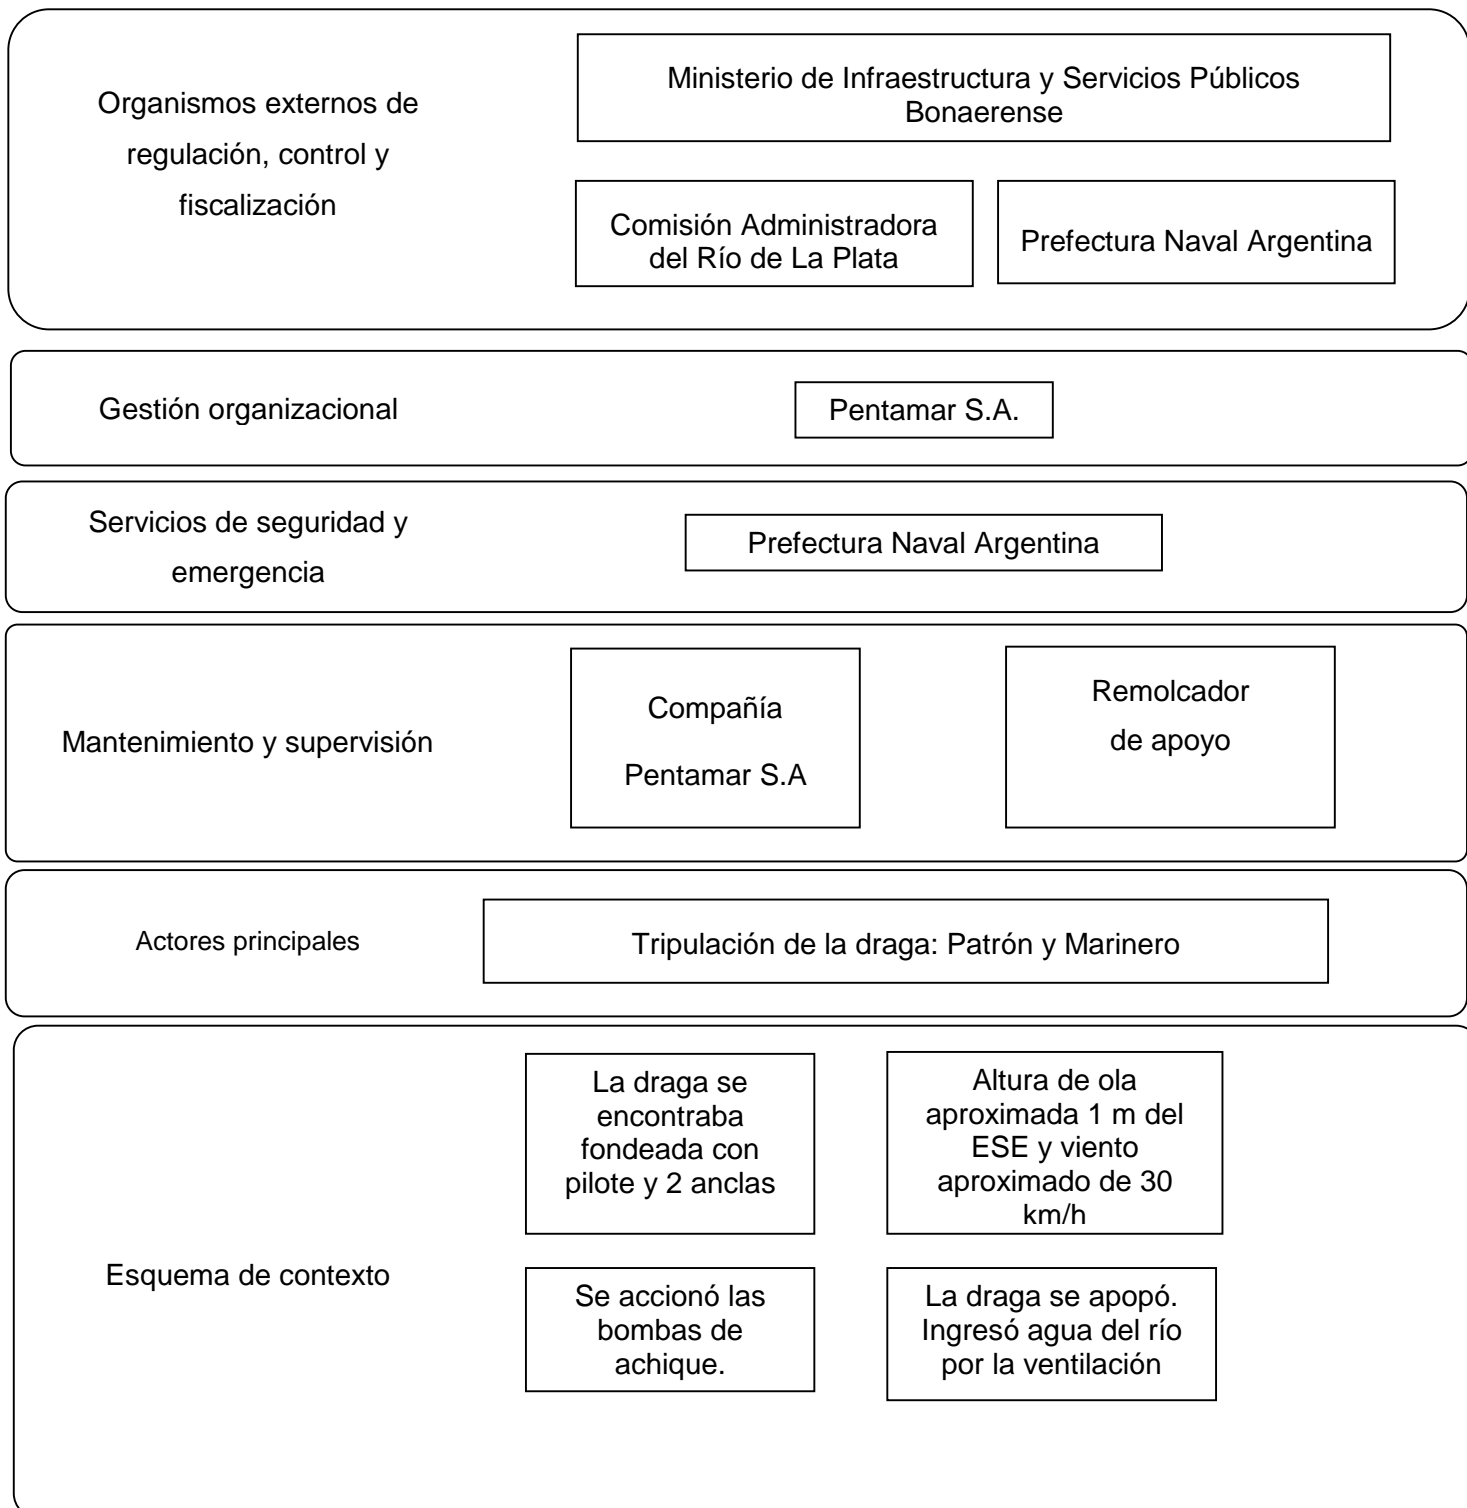 Organismos externos de
regulación, control y
fiscalización
Ministerio de Infraestructura y Servicios Públicos
Bonaerense
Comisión Administradora
del Río de La Plata
Prefectura Naval Argentina
Gestión organizacional
Pentamar S.A.
Servicios de seguridad y
emergencia
Prefectura Naval Argentina
Mantenimiento y supervisión
Compañía
Pentamar S.A
Remolcador
de apoyo
Actores principales
Tripulación de la draga: Patrón y Marinero
Esquema de contexto
La draga se
encontraba
fondeada con
pilote y 2 anclas
Altura de ola
aproximada 1 m del
ESE y viento
aproximado de 30
km/h
Se accionó las
bombas de
achique.
La draga se apopó.
Ingresó agua del río
por la ventilación